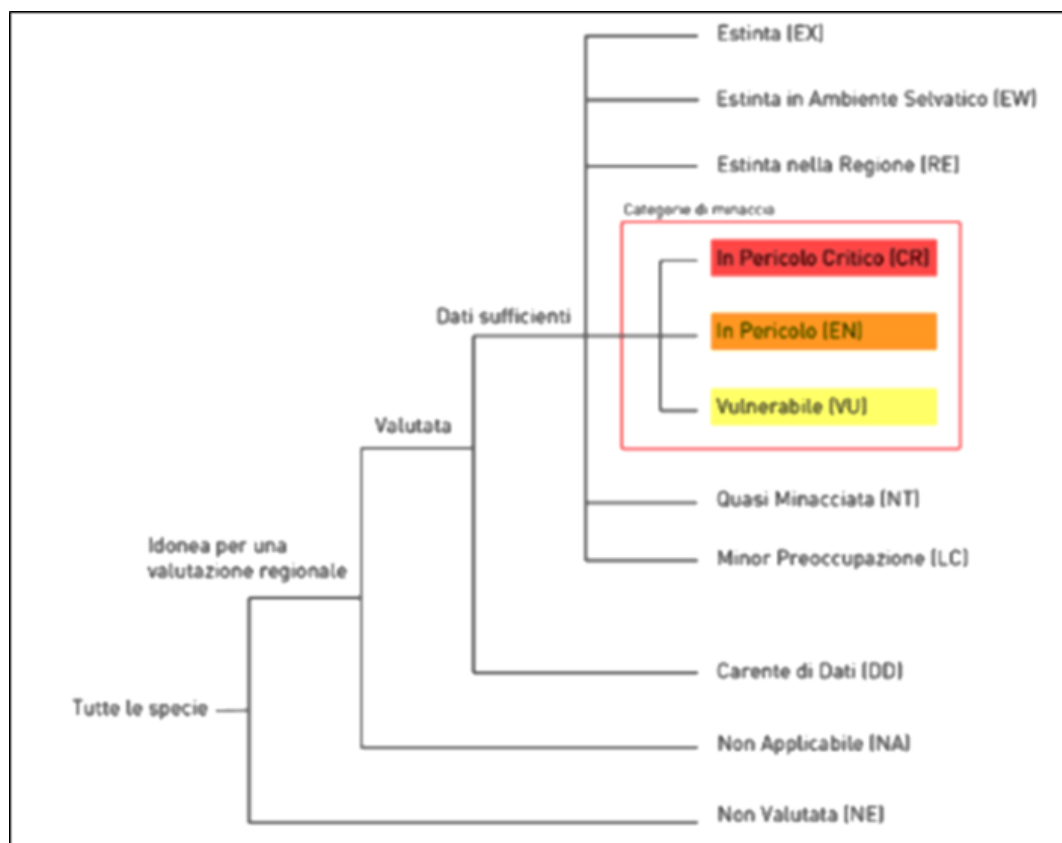 Estinta (EX)
Estinta in Ambiente Selvatico (EW)
Estinta nella Regione (RE)
Categorie di minaccia
In Pericolo Critico (CR)
Dati sufficienti
In Pericolo (EN)
Vulnerabile (VU)
Valutata
Quasi Minacciata (NT)
Idonea per una
valutazione regionale
Minor Preoccupazione (LC)
Carente di Dati (DD)
Tutte le specie
Non Applicabile (NA)
Non Valutata (NE)